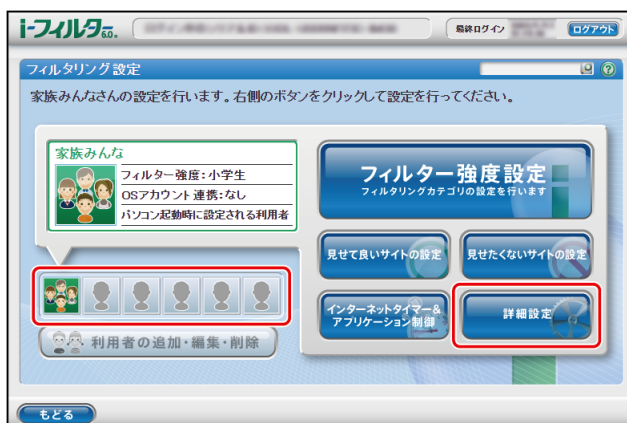 i-フィルター 6.0.
最終ログイン
ログアウト
フィルタリング設定
家族みんなさんの設定を行います。右側のボタンをクリックして設定を行ってください。
家族みんな
フィルター強度:小学生
OSアカウント連携:なし
パソコン起動時に設定される利用者
フィルター強度設定
フィルタリングカテゴリの設定を行います
見せて良いサイトの設定
見せたくないサイトの設定
インターネットタイマー&
アプリケーション制御
詳細設定
利用者の追加・編集・削除
もどる